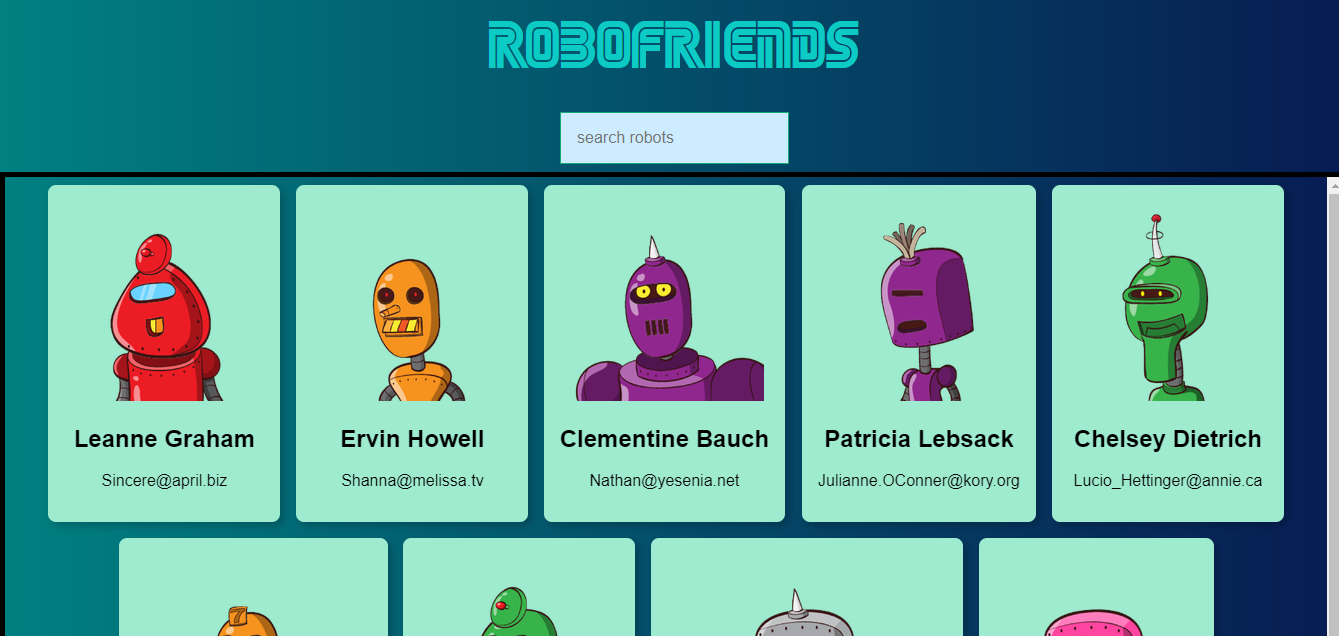 ROBOFRIENDS
search robots
Leanne Graham
Sincere@april.biz
Ervin Howell
Shanna@melissa.tv
Clementine Bauch
Nathan@yesenia.net
Patricia Lebsack
Julianne.OConner@kory.org
Chelsey Dietrich
Lucio_Hettinger@annie.ca
7